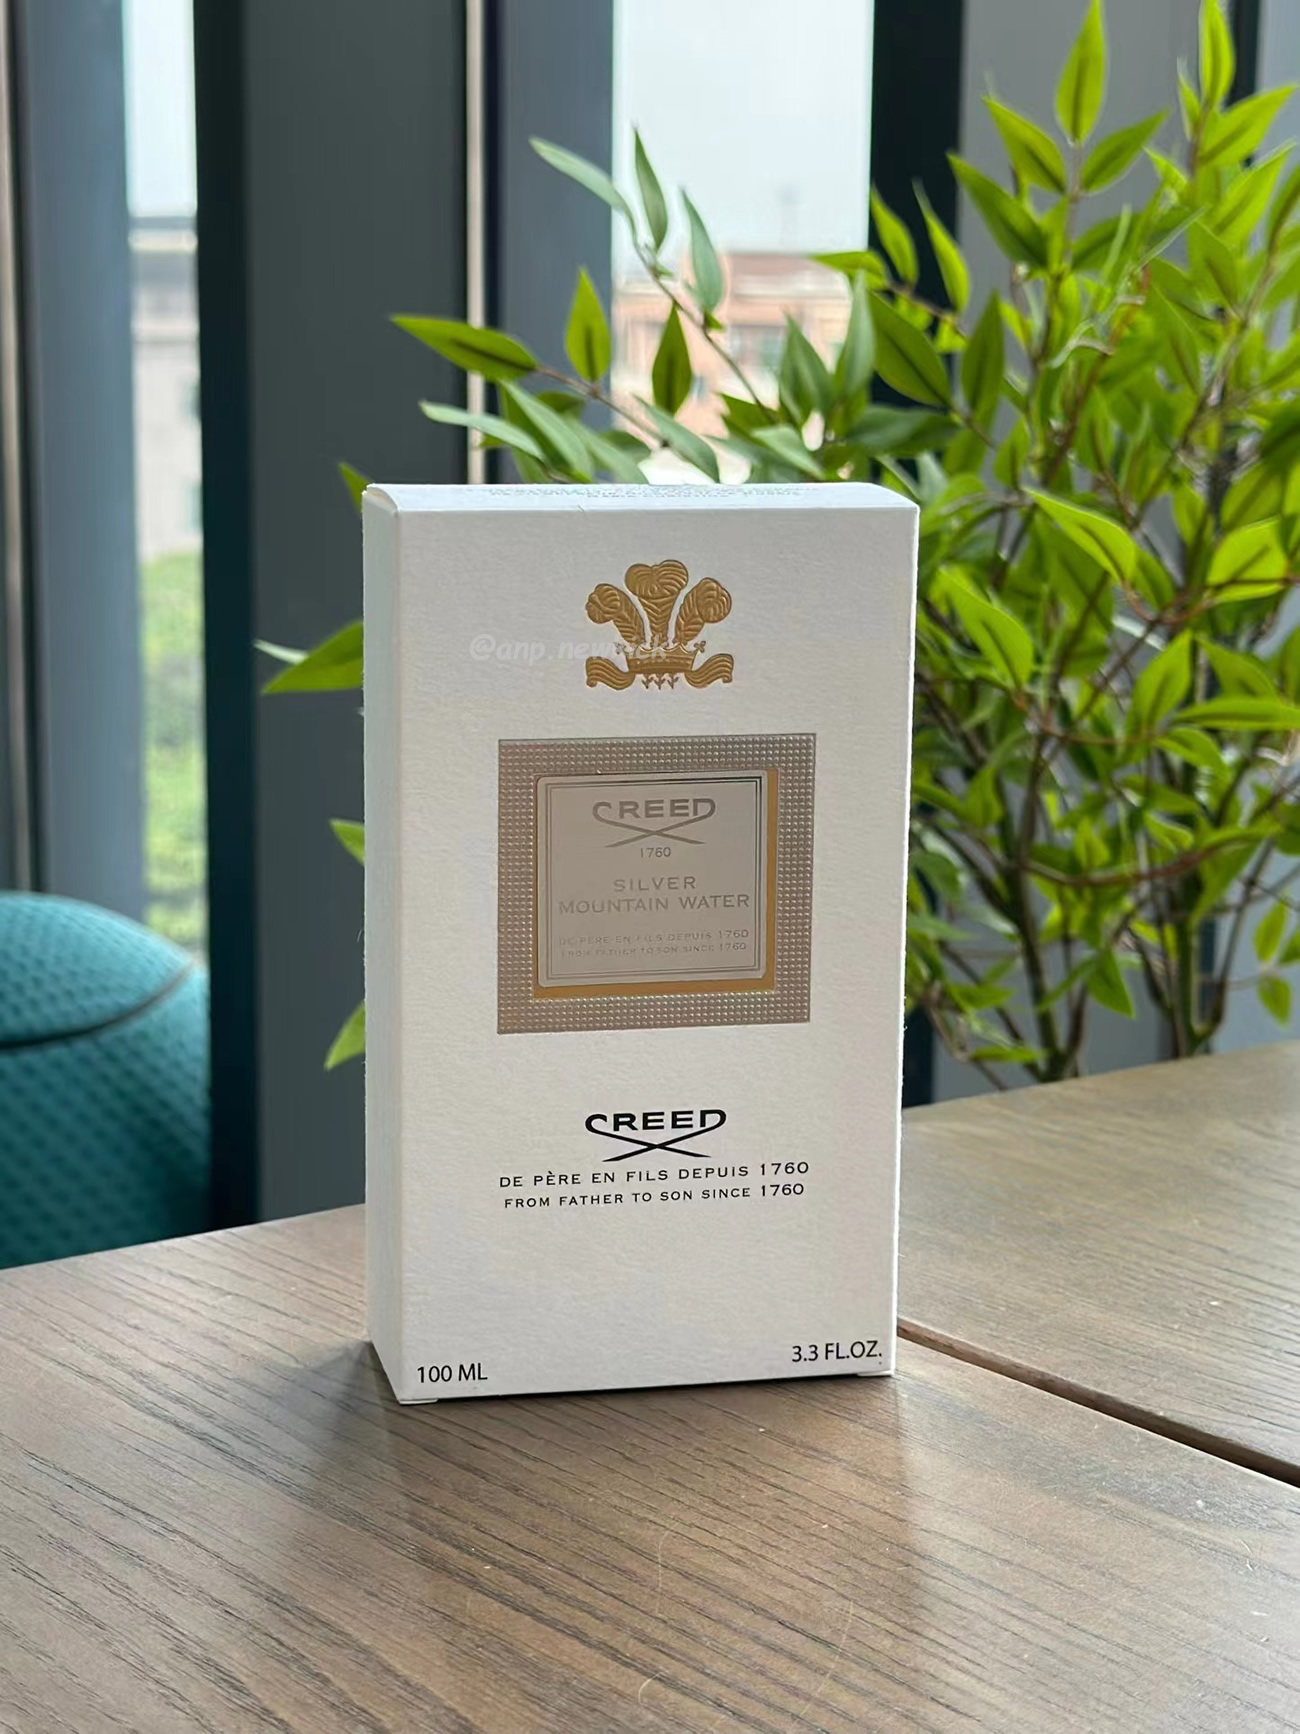 CREED
1760
SILVER
MOUNTAIN WATER
DE PÈRE EN FILS DEPUIS 1760
FROM FATHER TO SON SINCE 1760
CREED
DE PÈRE EN FILS DEPUIS 1760
FROM FATHER TO SON SINCE 1760
100 ML
3.3 FL.OZ.